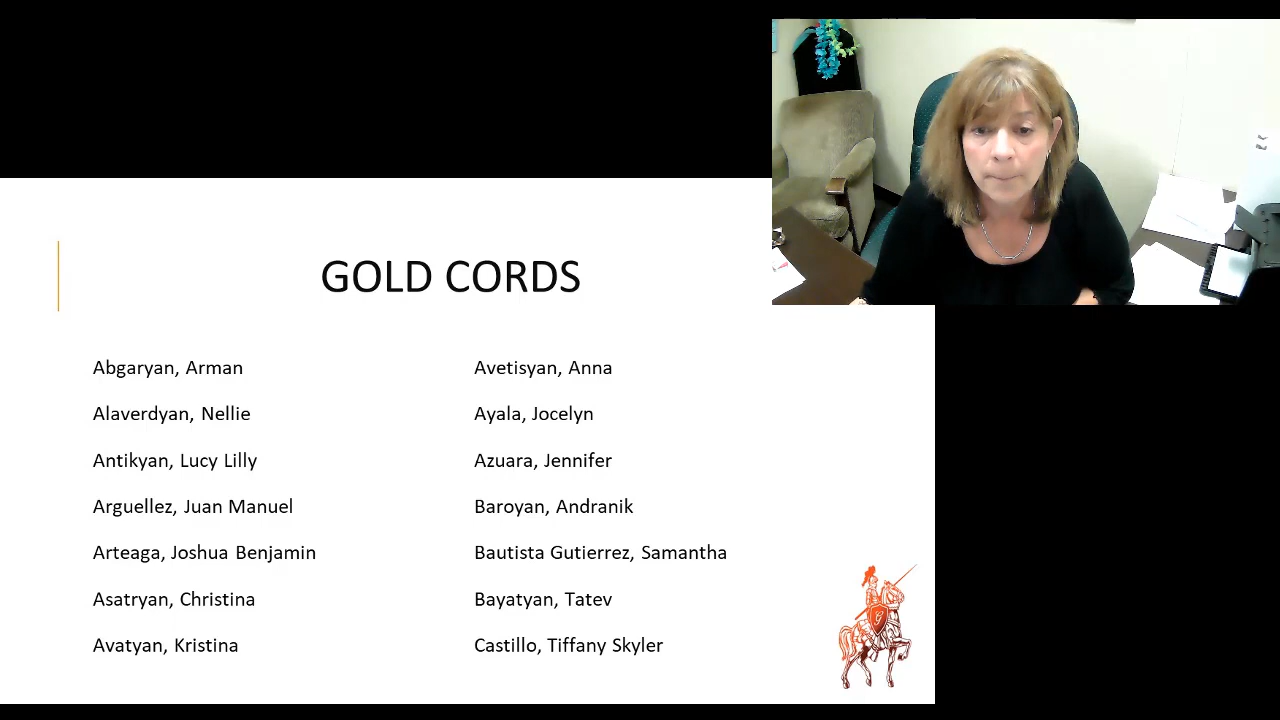 GOLD CORDS
Abgaryan, Arman
Alaverdyan, Nellie
Antikyan, Lucy Lilly
Arguellez, Juan Manuel
Arteaga, Joshua Benjamin
Asatryan, Christina
Avatyan, Kristina
Avetisyan, Anna
Ayala, Jocelyn
Azuara, Jennifer
Baroyan, Andranik
Bautista Gutierrez, Samantha
Bayatyan, Tatev
Castillo, Tiffany Skyler